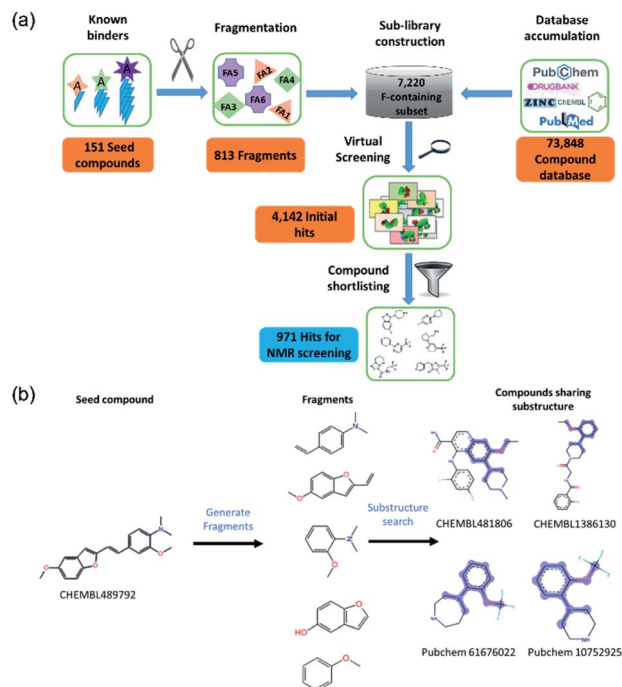 (a)
Known
binders
Fragmentation
Sub-library
construction
Database
accumulation
A
A
A
FA5
FA2
FA4
FA3
FA6
FA1
7,220
F-containing
subset
PubChem
DRUGBANK
ZINC ChEMBL
PubMed
151 Seed
compounds
813 Fragments
Virtual
Screening
73,848
Compound
database
4,142 Initial
hits
Compound
shortlisting
971 Hits for
NMR screening
(b)
Seed compound
Fragments
Compounds sharing
substructure
Generate
Fragments
Substructure
search
CHEMBL489792
CHEMBL481806
CHEMBL1386130
Pubchem 61676022
Pubchem 10752925